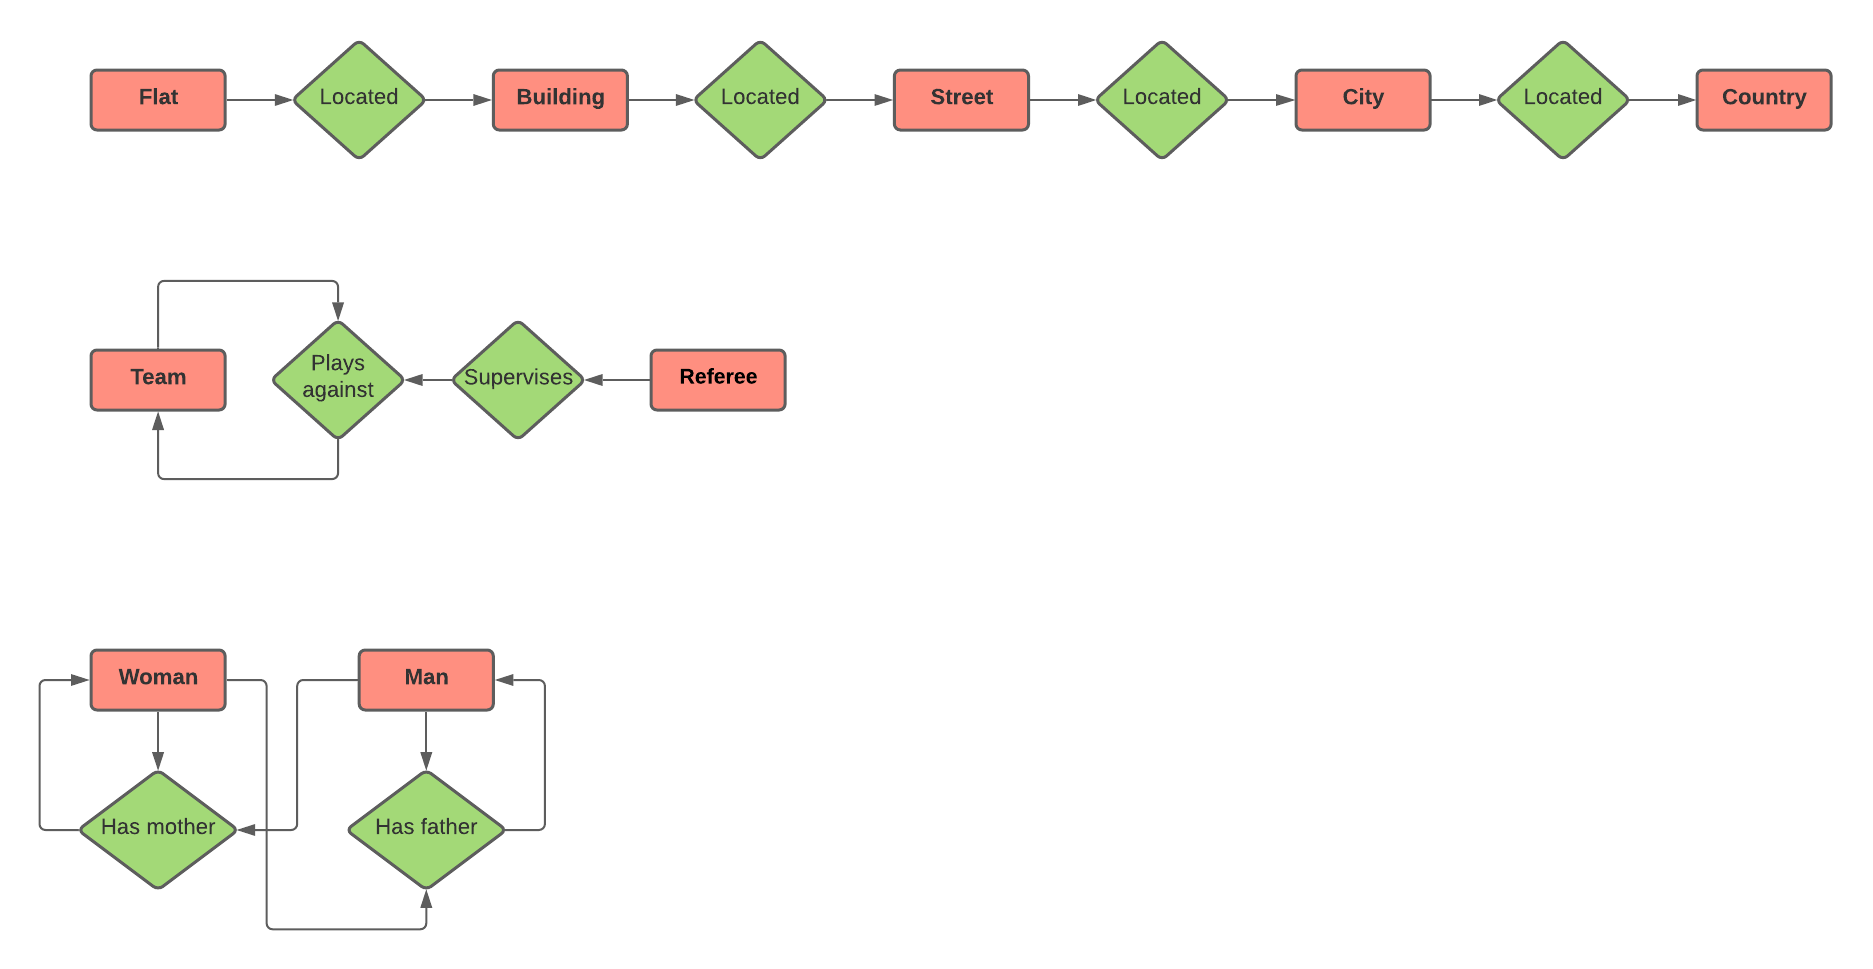 Flat
Located
Building
Located
Street
Located
City
Located
Country
Team
Plays
against
Supervises
Referee
Woman
Man
Has mother
Has father